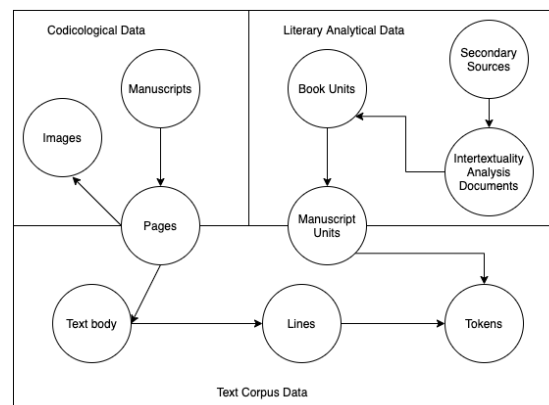 Codicological Data
Literary Analytical Data
Secondary
Sources
Manuscripts
Book Units
Images
Intertextuality
Analysis
Documents
Pages
Manuscript
Units
Text body
Lines
Tokens
Text Corpus Data